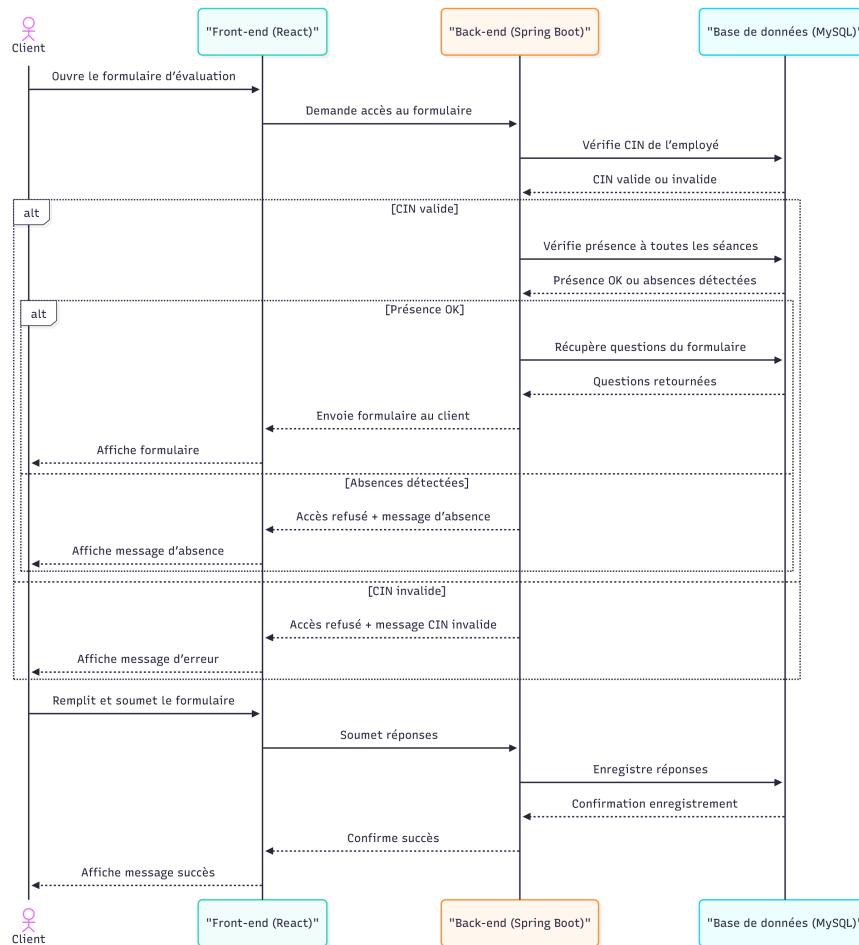 Client
"Front-end (React)"
"Back-end (Spring Boot)"
"Base de données (MySQL)"
Ouvre le formulaire d’évaluation
Demande accès au formulaire
Vérifie CIN de l’employé
CIN valide ou invalide
alt
[CIN valide]
Vérifie présence à toutes les séances
Présence OK ou absences détectées
alt
[Présence OK]
Récupère questions du formulaire
Questions retournées
Envoie formulaire au client
Affiche formulaire
[Absences détectées]
Accès refusé + message d’absence
Affiche message d’absence
[CIN invalide]
Accès refusé + message CIN invalide
Affiche message d’erreur
Remplit et soumet le formulaire
Soumet réponses
Enregistre réponses
Confirmation enregistrement
Confirme succès
Affiche message succès
Client
"Front-end (React)"
"Back-end (Spring Boot)"
"Base de données (MySQL)"